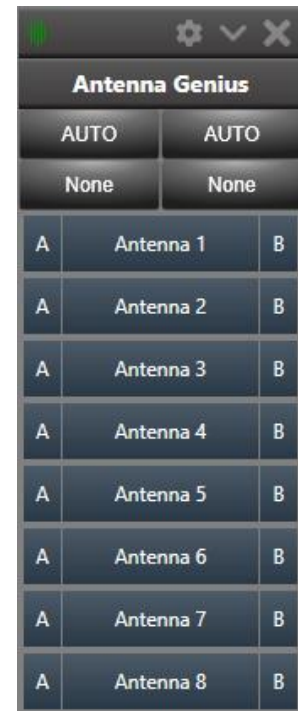 Antenna Genius
AUTO AUTO
None None
A Antenna 1 B
A Antenna 2 B
A Antenna 3 B
A Antenna 4 B
A Antenna 5 B
A Antenna 6 B
A Antenna 7 B
A Antenna 8 B